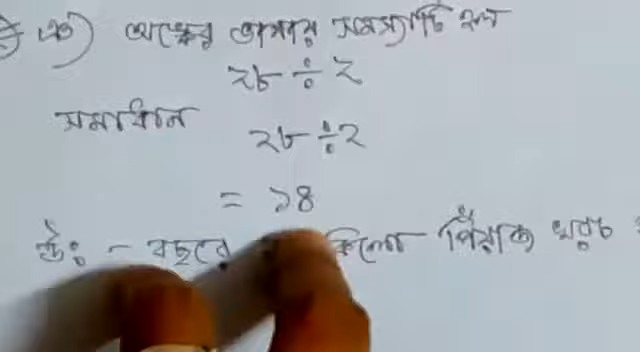 এ) অঙ্কের ভাষায় সমস্যাটি হল
২৮ ÷ ২
সমাধান
২৮ ÷ ২
= ১৪
উঃ - বছরে কিলো পিঁয়াজ খরচ